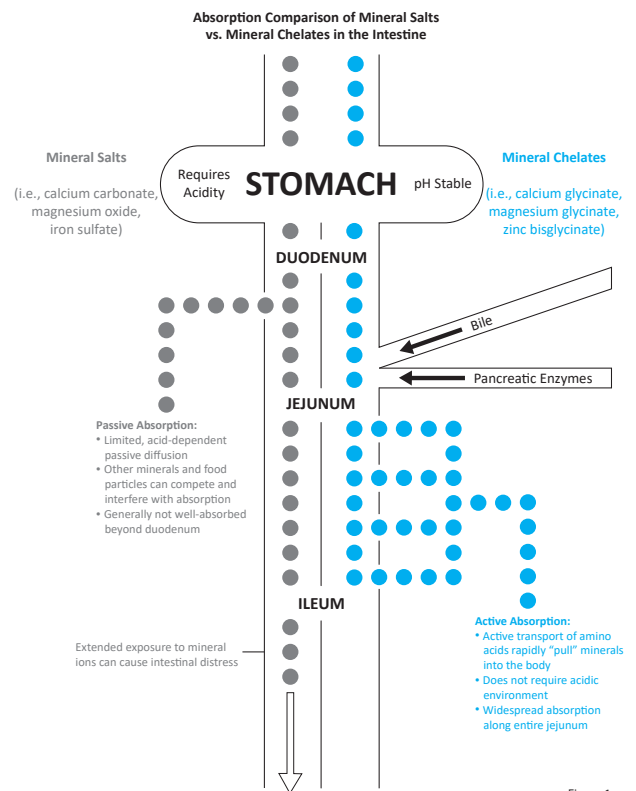 Absorption Comparison of Mineral Salts
vs. Mineral Chelates in the Intestine
Mineral Salts
(i.e., calcium carbonate,
magnesium oxide,
iron sulfate)
Requires
Acidity
STOMACH
pH Stable
Mineral Chelates
(i.e., calcium glycinate,
magnesium glycinate,
zinc bisglycinate)
DUODENUM
Bile
Pancreatic Enzymes
JEJUNUM
Passive Absorption:
• Limited, acid-dependent
passive diffusion
• Other minerals and food
particles can compete and
interfere with absorption
• Generally not well-absorbed
beyond duodenum
ILEUM
Extended exposure to mineral
ions can cause intestinal distress
Active Absorption:
• Active transport of amino
acids rapidly “pull” minerals
into the body
• Does not require acidic
environment
• Widespread absorption
along entire jejunum